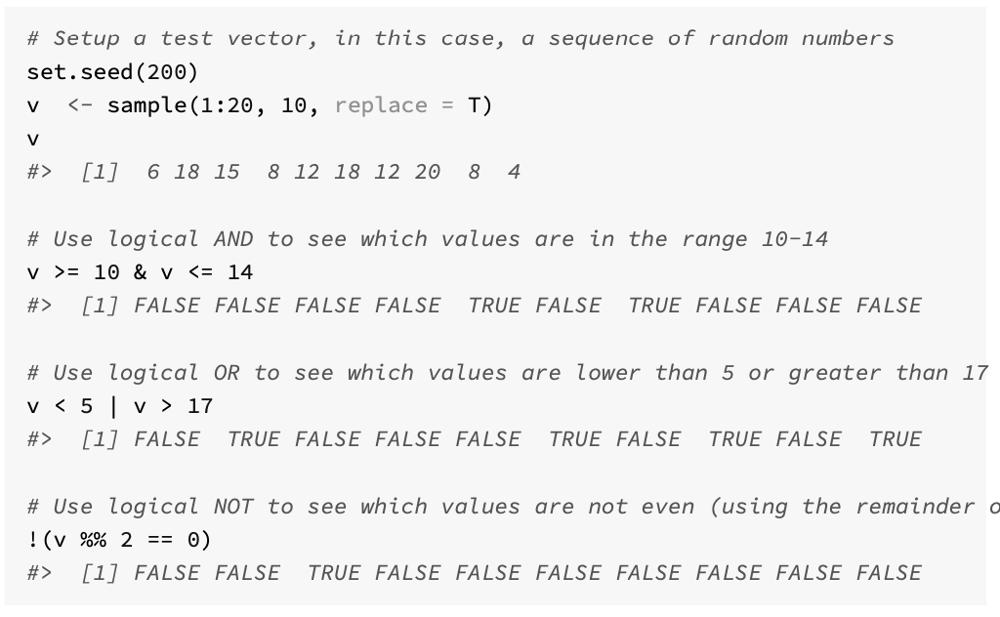 # Setup a test vector, in this case, a sequence of random numbers
set.seed(200)
v  <- sample(1:20, 10, replace = T)
v
#>  [1]  6 18 15  8 12 18 12 20  8  4
# Use logical AND to see which values are in the range 10-14
v >= 10 & v <= 14
#>  [1] FALSE FALSE FALSE FALSE  TRUE FALSE  TRUE FALSE FALSE FALSE
# Use logical OR to see which values are lower than 5 or greater than 17
v < 5 | v > 17
#>  [1] FALSE  TRUE FALSE FALSE FALSE  TRUE FALSE  TRUE FALSE  TRUE
# Use logical NOT to see which values are not even (using the remainder
!(v %% 2 == 0)
#>  [1] FALSE FALSE  TRUE FALSE FALSE FALSE FALSE FALSE FALSE FALSE